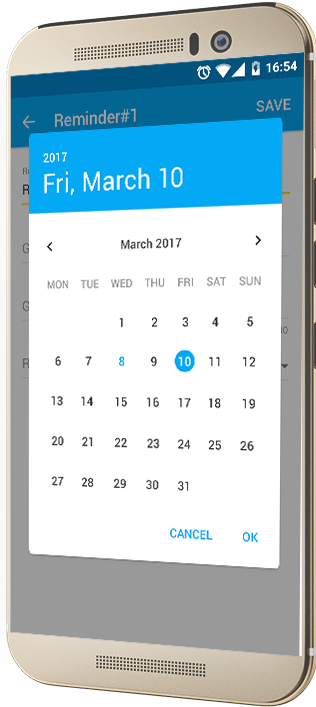 16:54
Reminder#1 SAVE
2017
Fri, March 10
March 2017
MON TUE WED THU FRI SAT SUN
1 2 3 4 5
6 7 8 9 10 11 12
13 14 15 16 17 18 19
20 21 22 23 24 25 26
27 28 29 30 31
CANCEL OK